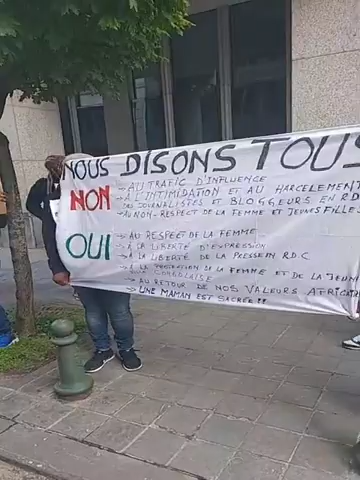 NOUS DISONS TOUS
NON
→ AU TRAFIC D'INFLUENCE
→ À L'INTIMIDATION ET AU HARCELEMENT
DES JOURNALISTES ET BLOGGEURS EN RD
→ AU NON-RESPECT DE LA FEMME ET JEUNES FILLES
OUI
→ AU RESPECT DE LA FEMME
→ À LA LIBERTÉ D'EXPRESSION
→ À LA LIBERTÉ DE LA PRESSE EN R.D.C
→ À LA PROTECTION DE LA FEMME ET DE LA JEUNE
CONGOLAISE
→ AU RETOUR DE NOS VALEURS AFRICAINES
→ UNE MAMAN EST SACRÉE!!